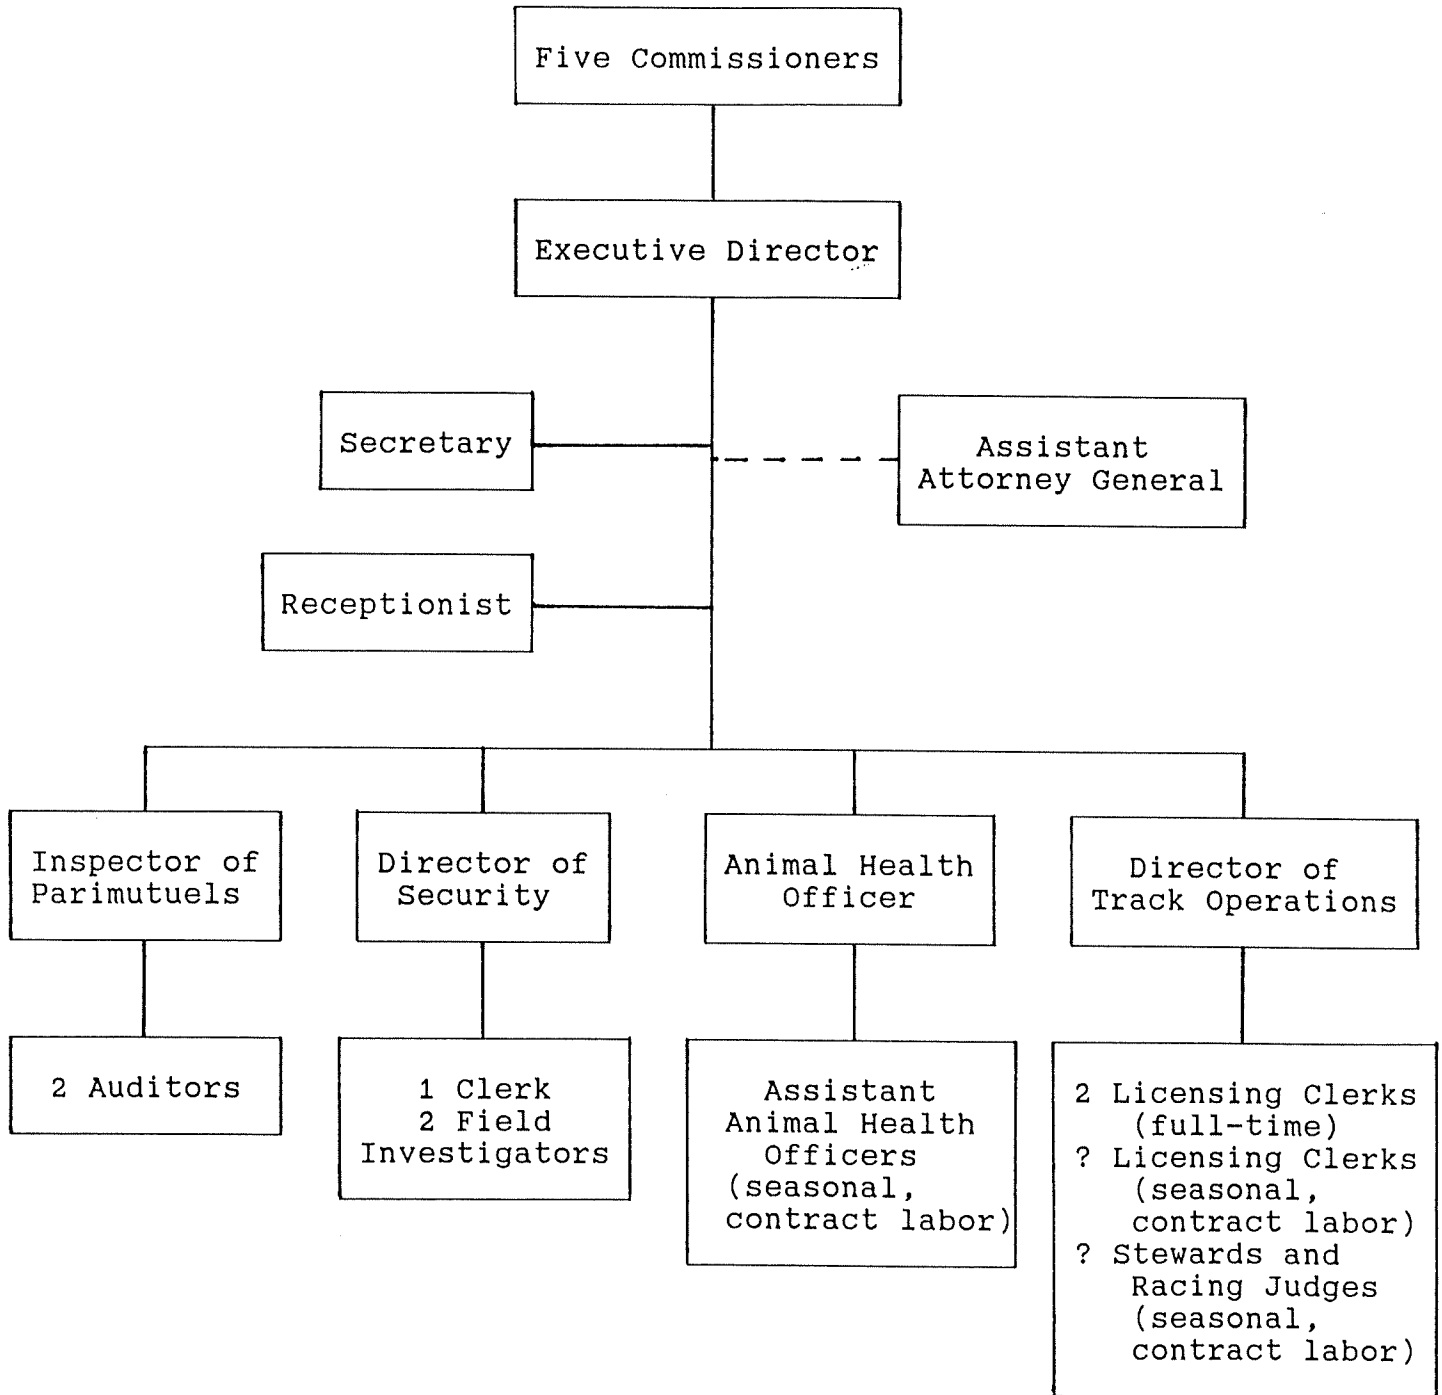 Five Commissioners
Executive Director
Secretary
Assistant
Attorney General
Receptionist
Inspector of
Parimutuels
Director of
Security
Animal Health
Officer
Director of
Track Operations
2 Auditors
1 Clerk
2 Field
Investigators
Assistant
Animal Health
Officers
(seasonal,
contract labor)
2 Licensing Clerks
(full-time)
? Licensing Clerks
(seasonal,
contract labor)
? Stewards and
Racing Judges
(seasonal,
contract labor)